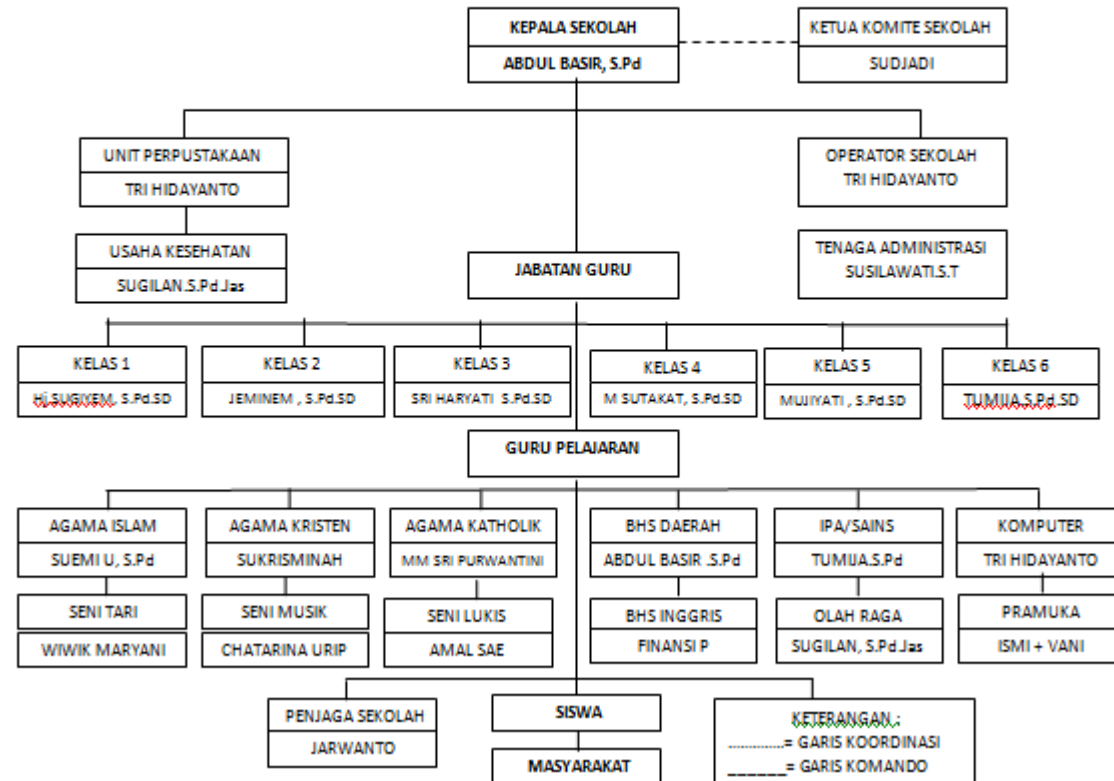 KEPALA SEKOLAH
ABDUL BASIR, S.Pd
KETUA KOMITE SEKOLAH
SUDJADI
UNIT PERPUSTAKAAN
TRI HIDAYANTO
OPERATOR SEKOLAH
TRI HIDAYANTO
USAHA KESEHATAN
SUGILAN.S.Pd.Jas
JABATAN GURU
TENAGA ADMINISTRASI
SUSILAWATI.S.T
KELAS 1
Hj.SUGIYEM, S.Pd.SD
KELAS 2
JEMINEM , S.Pd.SD
KELAS 3
SRI HARYATI S.Pd.SD
KELAS 4
M SUTAKAT, S.Pd.SD
KELAS 5
MUJIYATI , S.Pd.SD
KELAS 6
TUMIJA.S.Pd.SD
GURU PELAJARAN
AGAMA ISLAM
SUEMI U, S.Pd
AGAMA KRISTEN
SUKRISMINAH
AGAMA KATHOLIK
MM SRI PURWANTINI
BHS DAERAH
ABDUL BASIR .S.Pd
IPA/SAINS
TUMIJA.S.Pd
KOMPUTER
TRI HIDAYANTO
SENI TARI
WIWIK MARYANI
SENI MUSIK
CHATARINA URIP
SENI LUKIS
AMAL SAE
BHS INGGRIS
FINANSI P
OLAH RAGA
SUGILAN, S.Pd.Jas
PRAMUKA
ISMI + VANI
PENJAGA SEKOLAH
JARWANTO
SISWA
MASYARAKAT
KETERANGAN :
............= GARIS KOORDINASI
______= GARIS KOMANDO